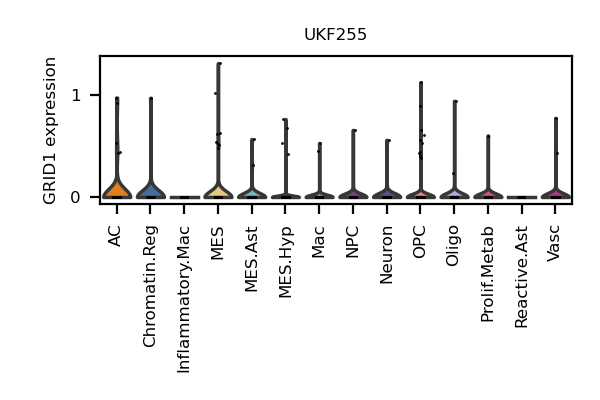 UKF255
GRID1 expression
1
0
AC
Chromatin.Reg
Inflammatory.Mac
MES
MES.Ast
MES.Hyp
Mac
NPC
Neuron
OPC
Oligo
Prolif.Metab
Reactive.Ast
Vasc